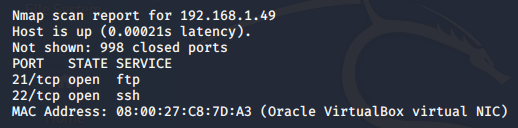 Nmap scan report for 192.168.1.49
Host is up (0.00021s latency).
Not shown: 998 closed ports
PORT   STATE SERVICE
21/tcp open  ftp
22/tcp open  ssh
MAC Address: 08:00:27:C8:7D:A3 (Oracle VirtualBox virtual NIC)